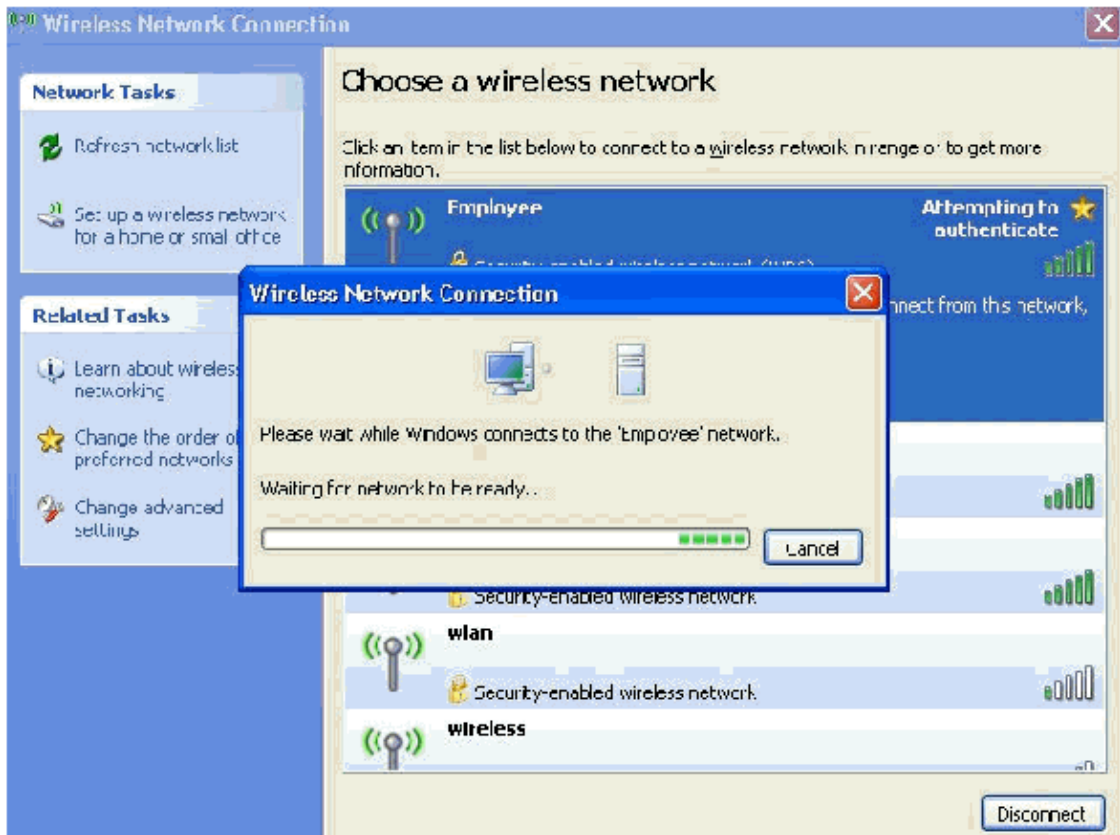 Wireless Network Connection
Network Tasks
Refresh network list
Set up a wireless network
for a home or small office
Related Tasks
Learn about wireless
networking
Change the order of
preferred networks
Change advanced
settings
Choose a wireless network
Click an item in the list below to connect to a wireless network in range or to get more
information.
Employee
Attempting to
authenticate
Security-enabled wireless network
nnect from this network,
Wireless Network Connection
Please wait while Windows connects to the 'Employee' network.
Waiting for network to be ready..
Cancel
Security-enabled wireless network
wlan
Security-enabled wireless network
wireless
Disconnect